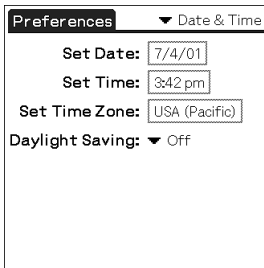 Preferences ▼ Date & Time
Set Date: 7/4/01
Set Time: 3:42 pm
Set Time Zone: USA (Pacific)
Daylight Saving: ▼ Off